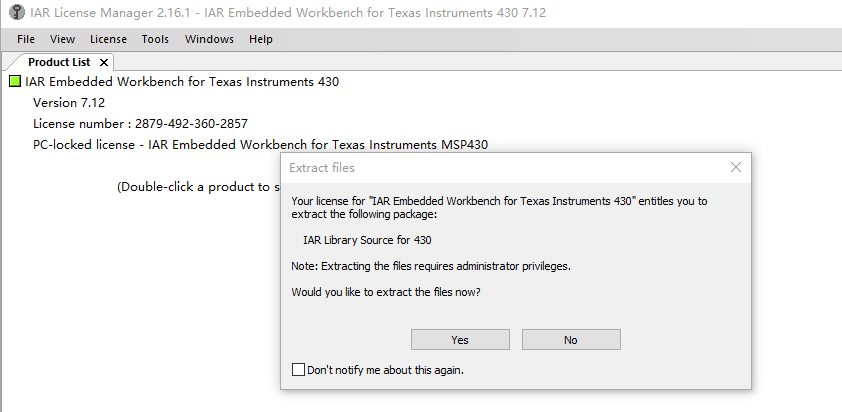 IAR License Manager 2.16.1 - IAR Embedded Workbench for Texas Instruments 430 7.12
File View License Tools Windows Help
Product List
IAR Embedded Workbench for Texas Instruments 430
Version 7.12
License number : 2879-492-360-2857
PC-locked license - IAR Embedded Workbench for Texas Instruments MSP430
(Double-click a product to s
Extract files
Your license for "IAR Embedded Workbench for Texas Instruments 430" entitles you to
extract the following package:
IAR Library Source for 430
Note: Extracting the files requires administrator privileges.
Would you like to extract the files now?
Yes No
Don't notify me about this again.